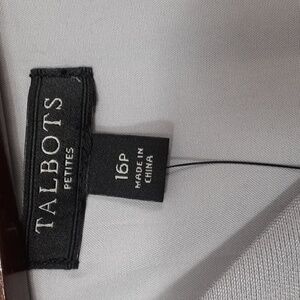 TALBOTS
PETITES
16P
MADE IN
CHINA